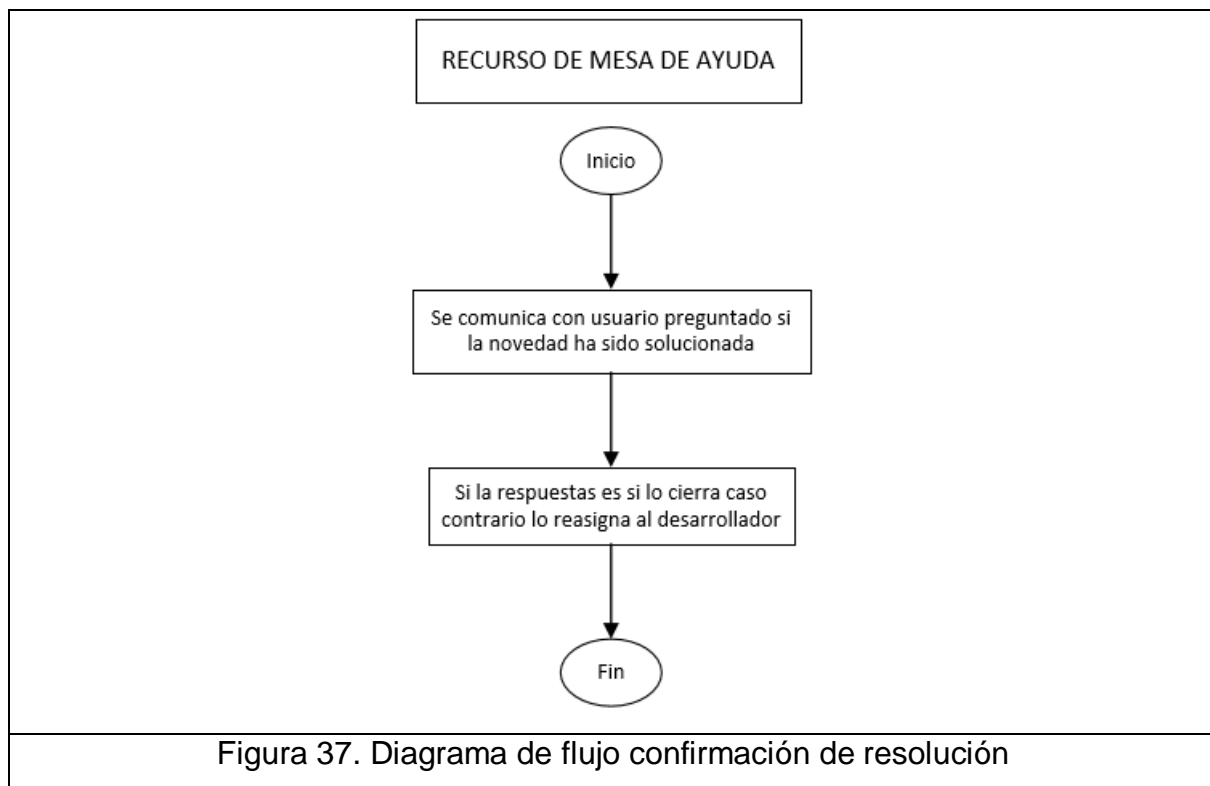 RECURSO DE MESA DE AYUDA
Inicio
Se comunica con usuario preguntado si
la novedad ha sido solucionada
Si la respuestas es si lo cierra caso
contrario lo reasigna al desarrollador
Fin
Figura 37. Diagrama de flujo confirmación de resolución